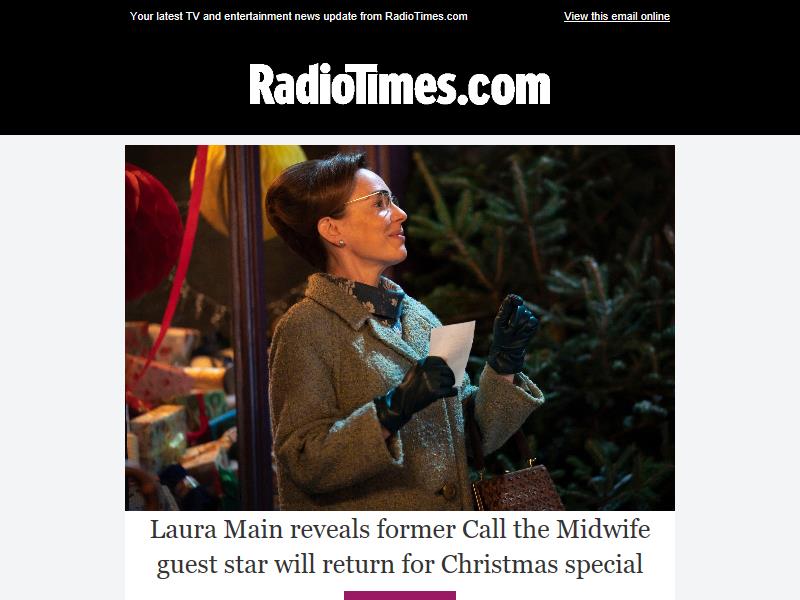 Your latest TV and entertainment news update from RadioTimes.com
View this email online
RadioTimes.com
Laura Main reveals former Call the Midwife
guest star will return for Christmas special